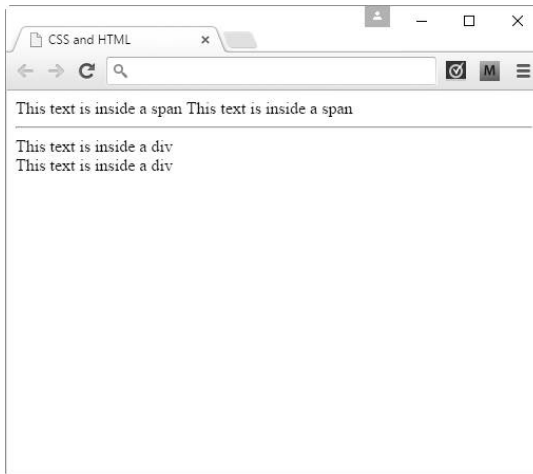 CSS and HTML
M
This text is inside a span This text is inside a span
This text is inside a div
This text is inside a div